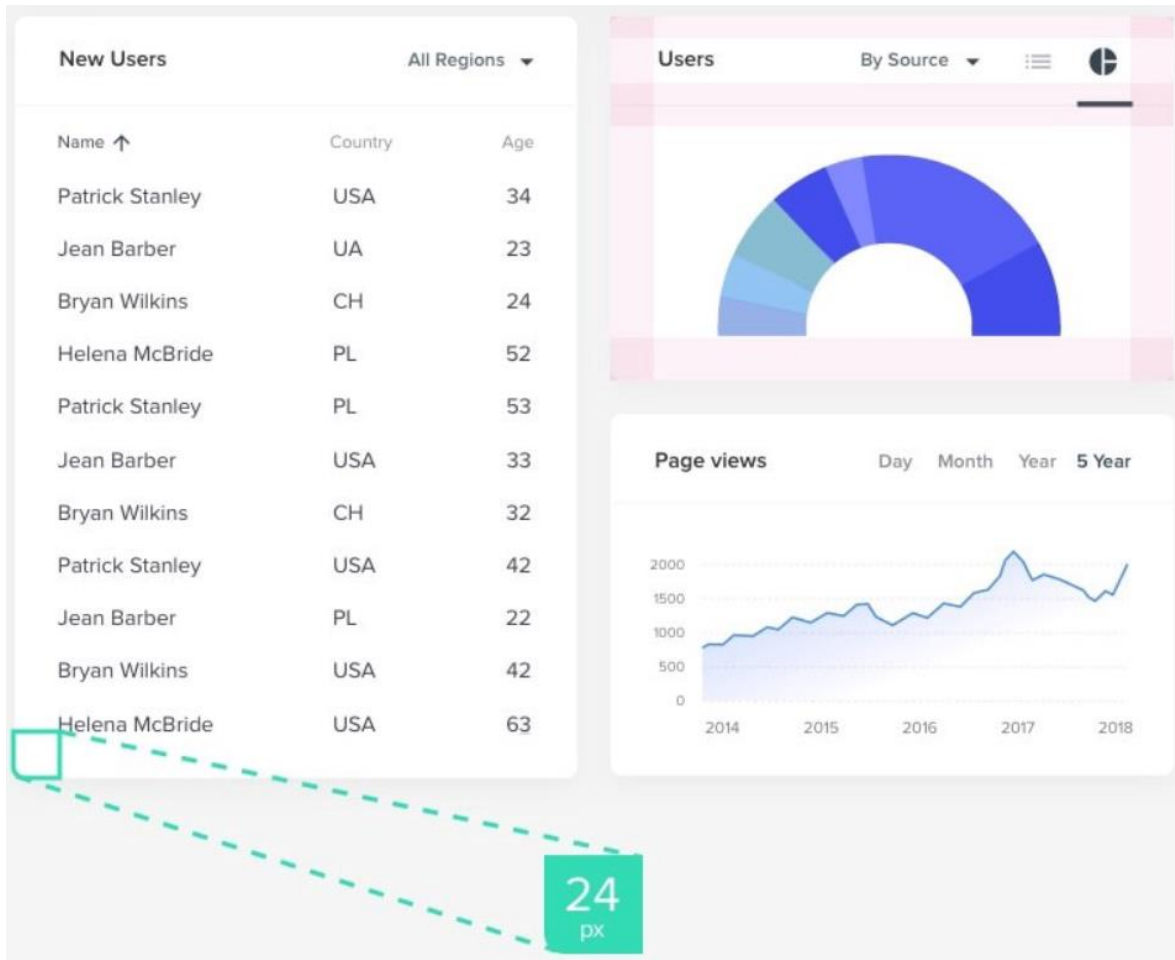 New Users All Regions
Name Country Age
Patrick Stanley USA 34
Jean Barber UA 23
Bryan Wilkins CH 24
Helena McBride PL 52
Patrick Stanley PL 53
Jean Barber USA 33
Bryan Wilkins CH 32
Patrick Stanley USA 42
Jean Barber PL 22
Bryan Wilkins USA 42
Helena McBride USA 63
Users By Source
Page views Day Month Year 5 Year
2000
1500
1000
500
0
2014 2015 2016 2017 2018
24
px